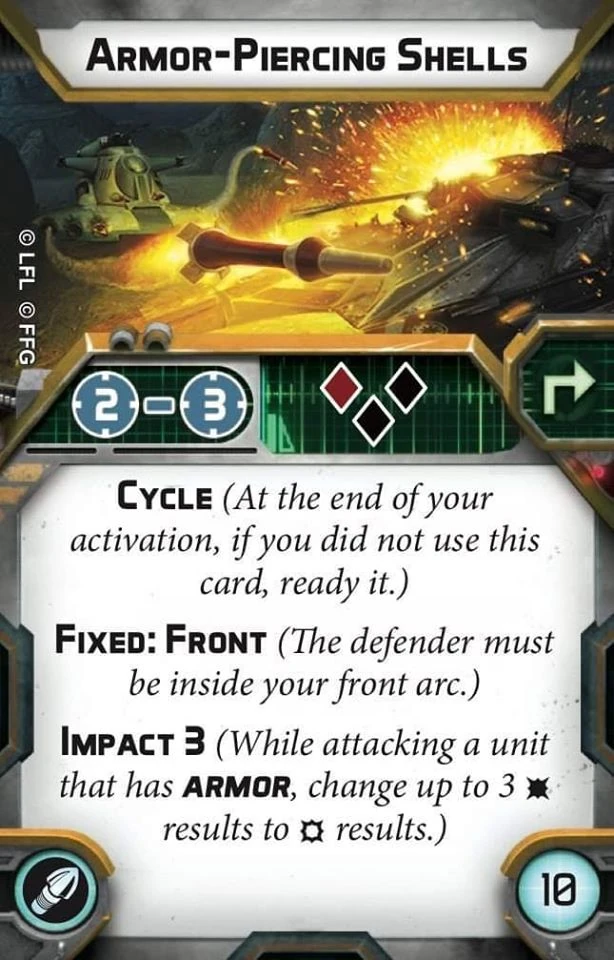 ARMOR-PIERCING SHELLS
© LFL © FFG
2 - 3
CYCLE (At the end of your
activation, if you did not use this
card, ready it.)
FIXED: FRONT (The defender must
be inside your front arc.)
IMPACT 3 (While attacking a unit
that has ARMOR, change up to 3
results to results.)
10